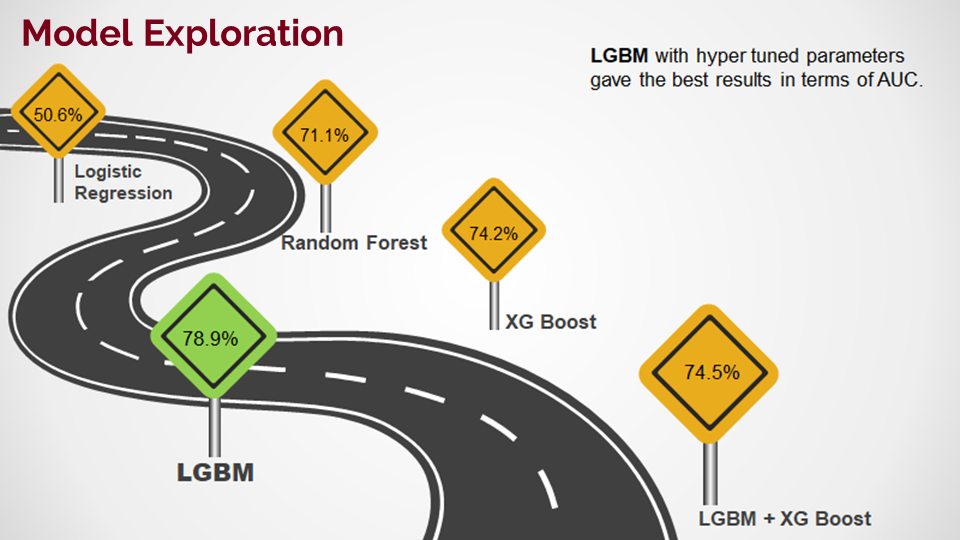 Model Exploration
LGBM with hyper tuned parameters
gave the best results in terms of AUC.
50.6%
Logistic
Regression
71.1%
Random Forest
74.2%
XG Boost
78.9%
LGBM
74.5%
LGBM + XG Boost